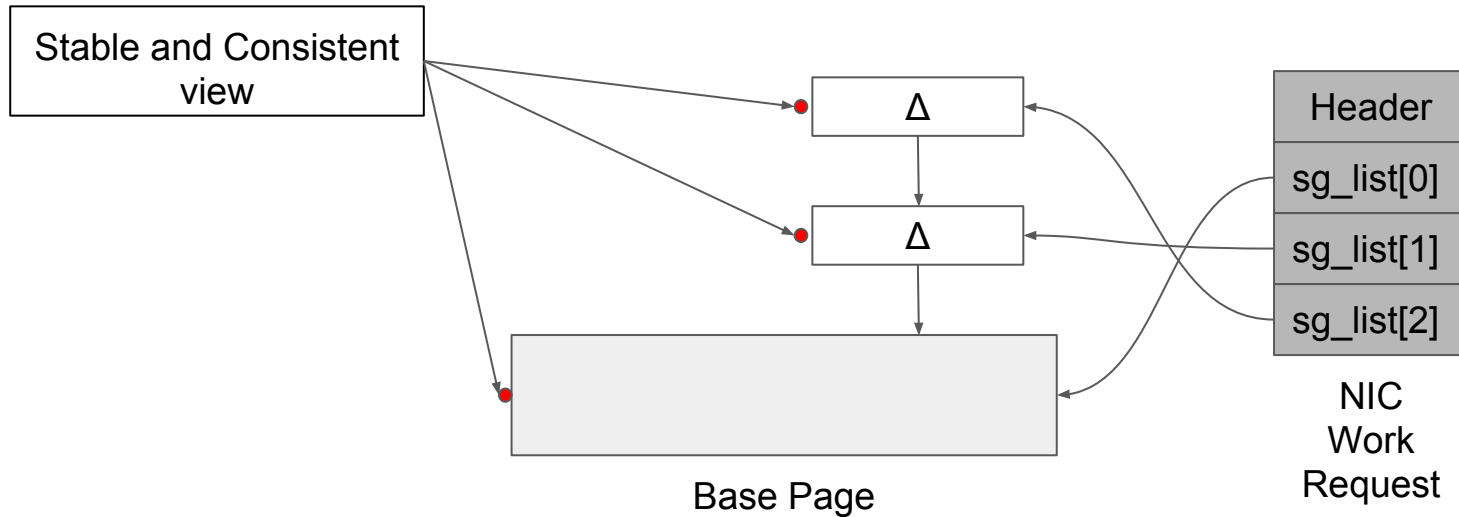 Stable and Consistent
view
Δ
Δ
Base Page
Header
sg_list[0]
sg_list[1]
sg_list[2]
NIC
Work
Request